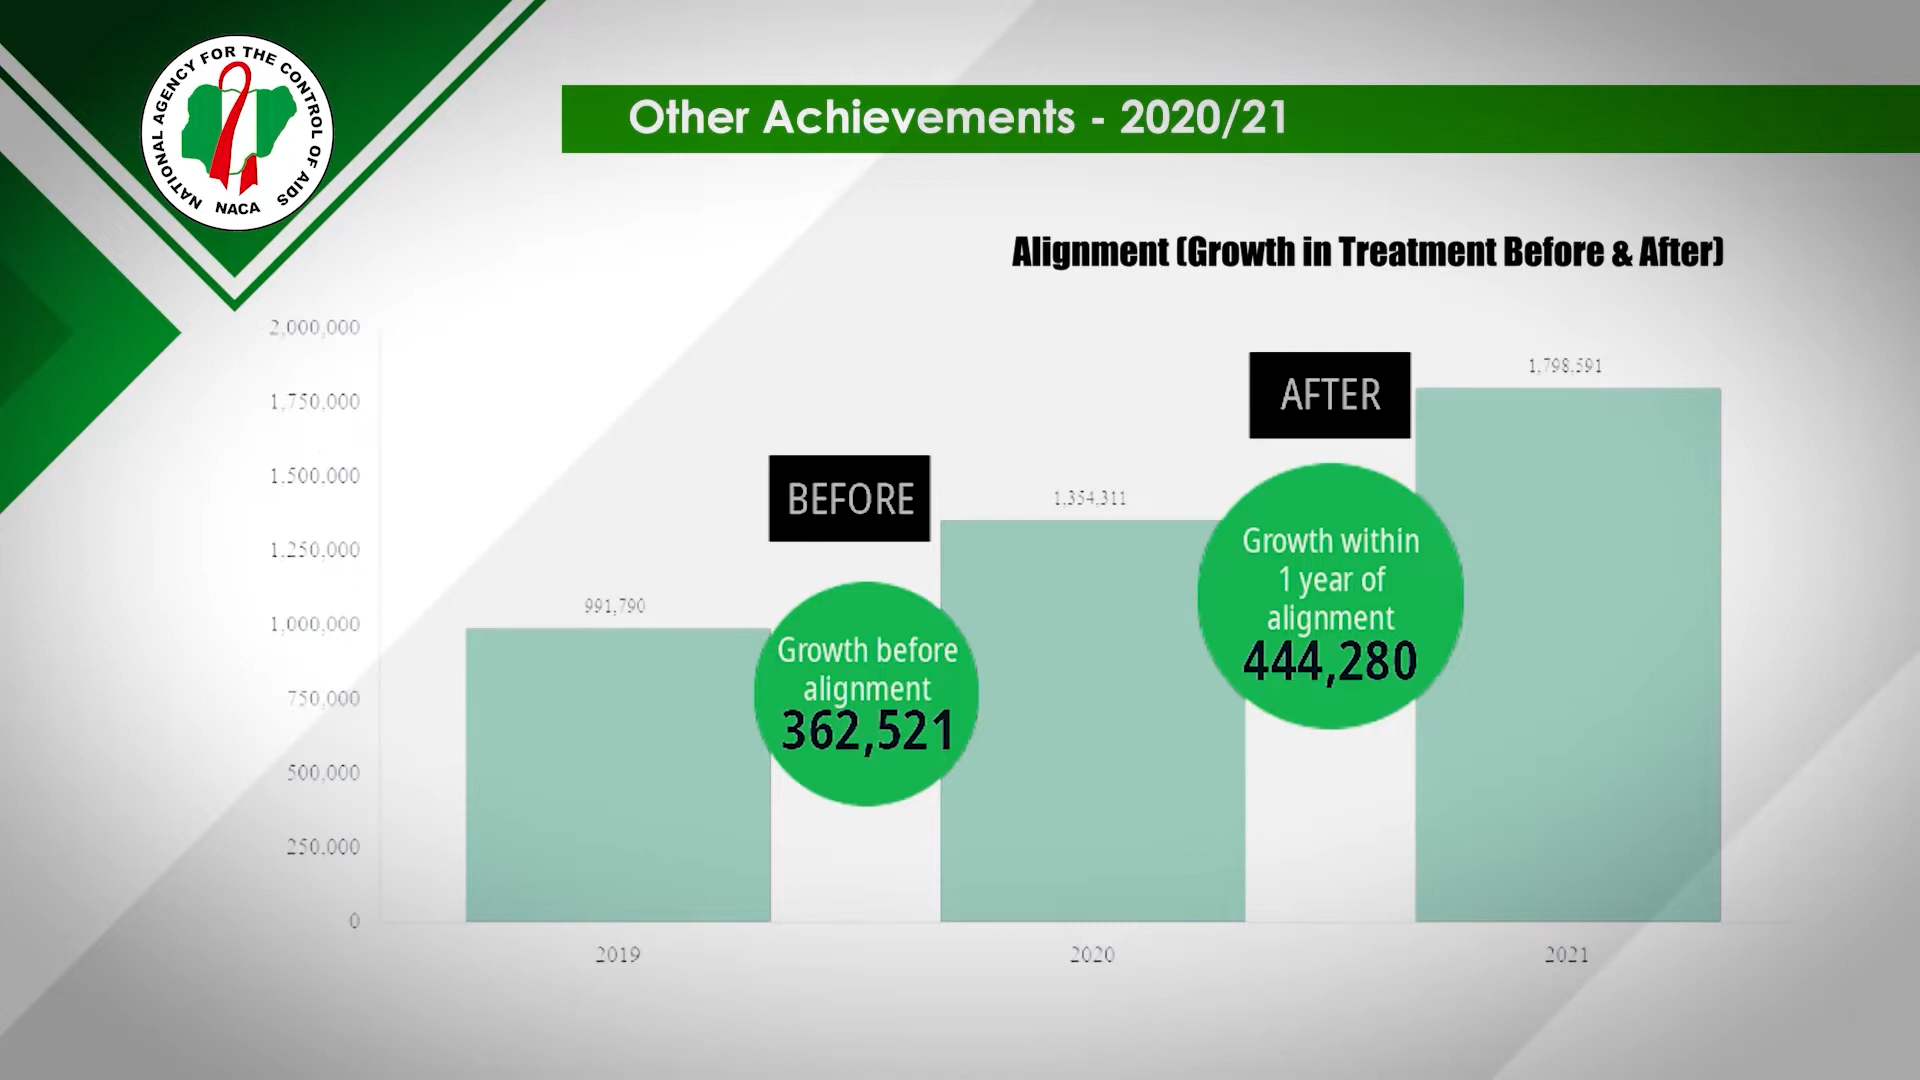 NATIONAL AGENCY FOR THE CONTROL OF AIDS
NACA
Other Achievements - 2020/21
Alignment (Growth in Treatment Before & After)
2,000,000
1,750,000
1.500.000
1.250,000
1,000,000
750,000
500,000
250.000
0
991,790
BEFORE
Growth before
alignment
362,521
1,354,311
AFTER
Growth within
1 year of
alignment
444,280
1,798,591
2019
2020
2021